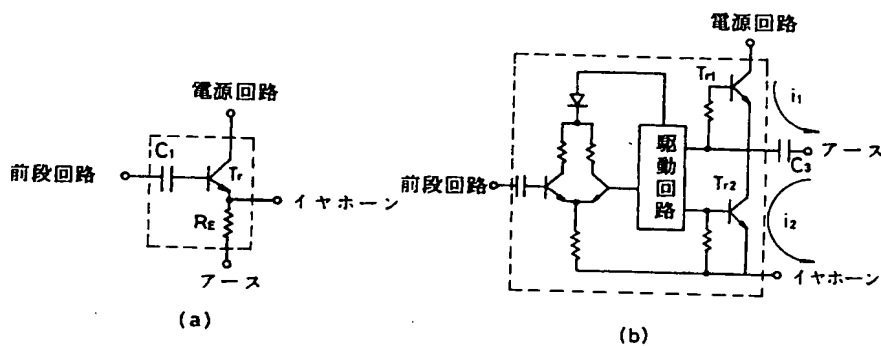 電源回路
C1
前段回路
Tr
イヤホーン
RE
アース
(a)
電源回路
Tr1
i1
駆動回路
アース
C3
前段回路
Tr2
i2
イヤホーン
(b)